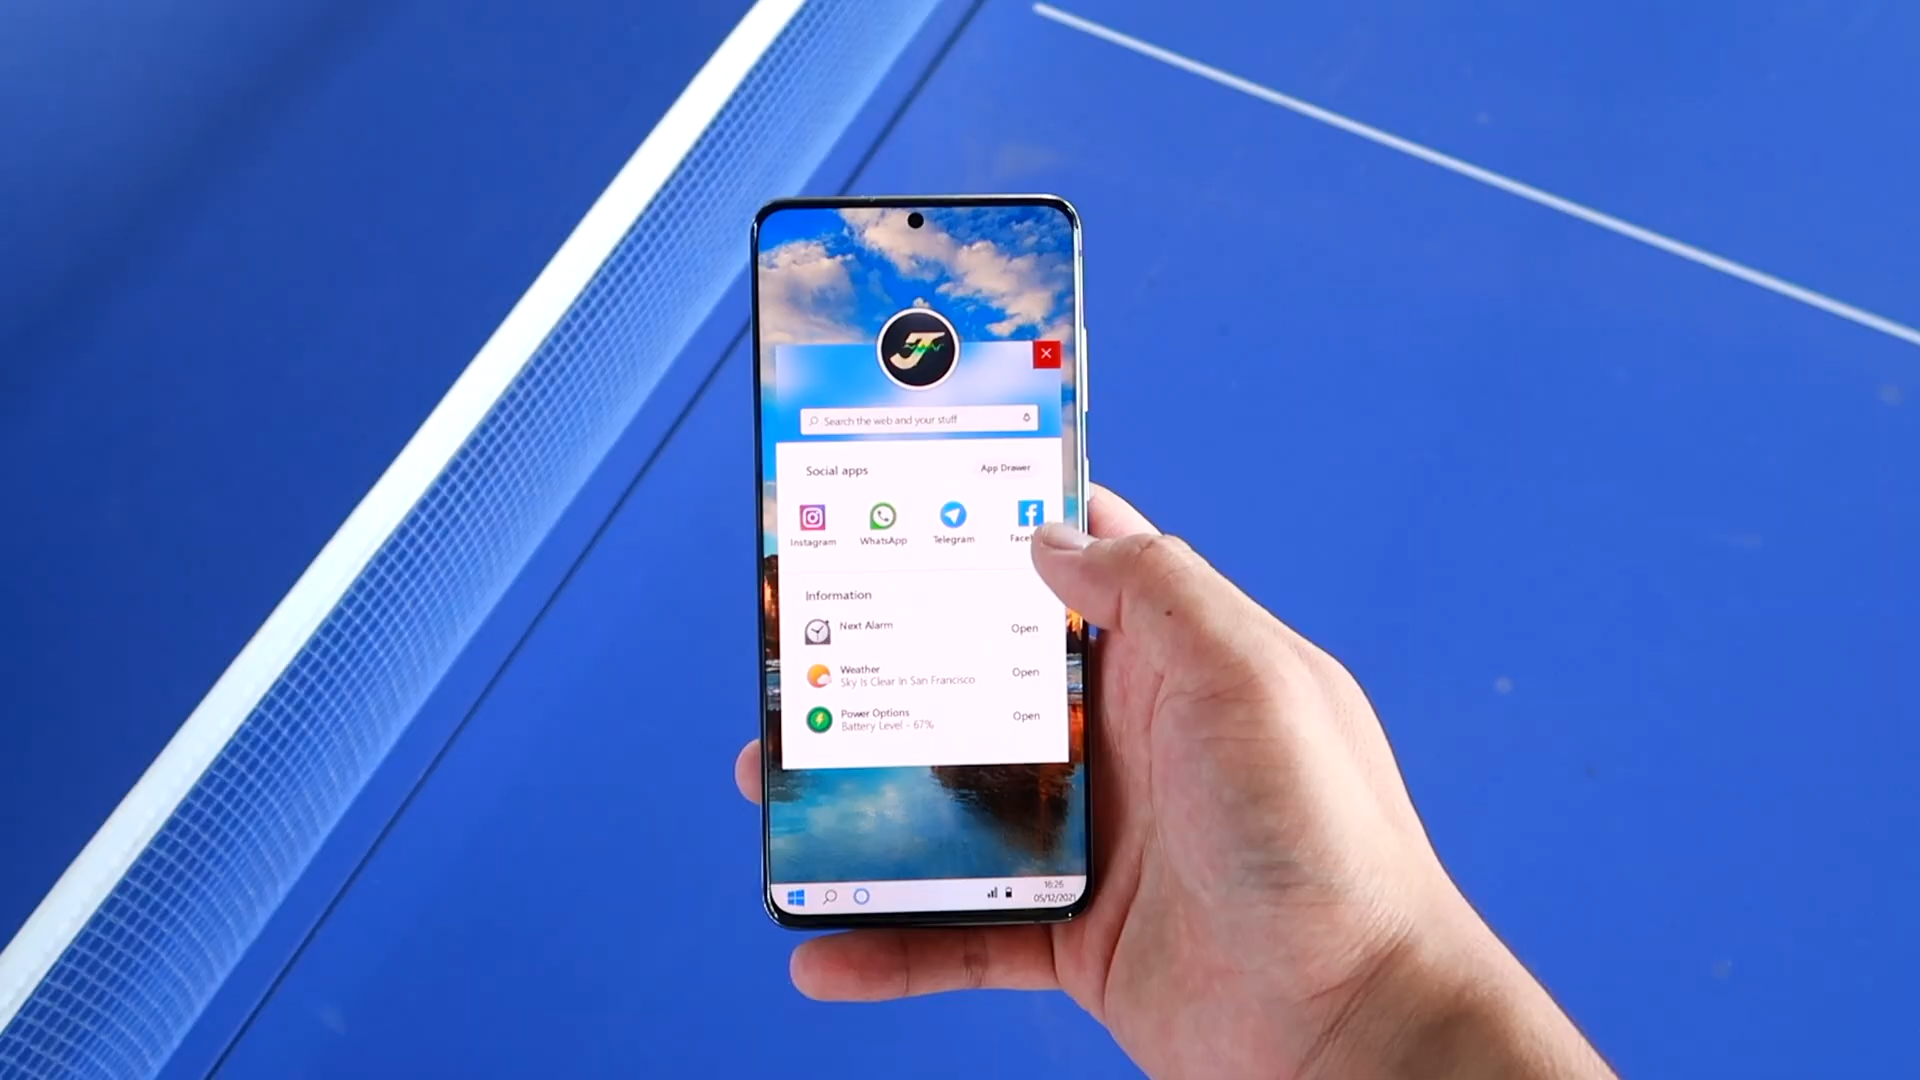 Search the web and your stuff
Social apps
App Drawer
Instagram
WhatsApp
Telegram
Information
Next Alarm
Open
Weather
Sky Is Clear In San Francisco
Open
Power Options
Battery Level - 67%
Open
16:26
05/12/2021